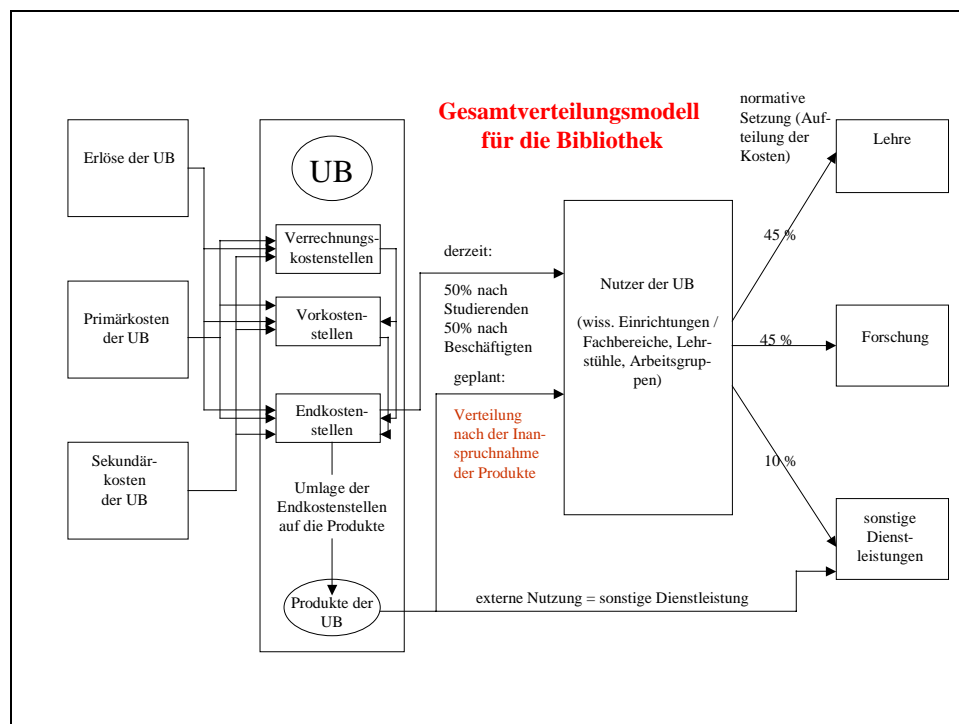 Gesamtverteilungsmodell
für die Bibliothek
Erlöse der UB
Primärkosten
der UB
Sekundär-
kosten
der UB
UB
Verrechnungs-
kostenstellen
Vorkosten-
stellen
Endkosten-
stellen
Umlage der
Endkostenstellen
auf die Produkte
Produkte der
UB
derzeit:
50% nach
Studierenden
50% nach
Beschäftigten
geplant:
Verteilung
nach der Inan-
spruchnahme
der Produkte
externe Nutzung = sonstige Dienstleistung
Nutzer der UB
(wiss. Einrichtungen /
Fachbereiche, Lehr-
stühle, Arbeitsgrup-
pen)
normative
Setzung (Auf-
teilung der
Kosten)
45 %
45 %
10 %
Lehre
Forschung
sonstige
Dienst-
leistungen